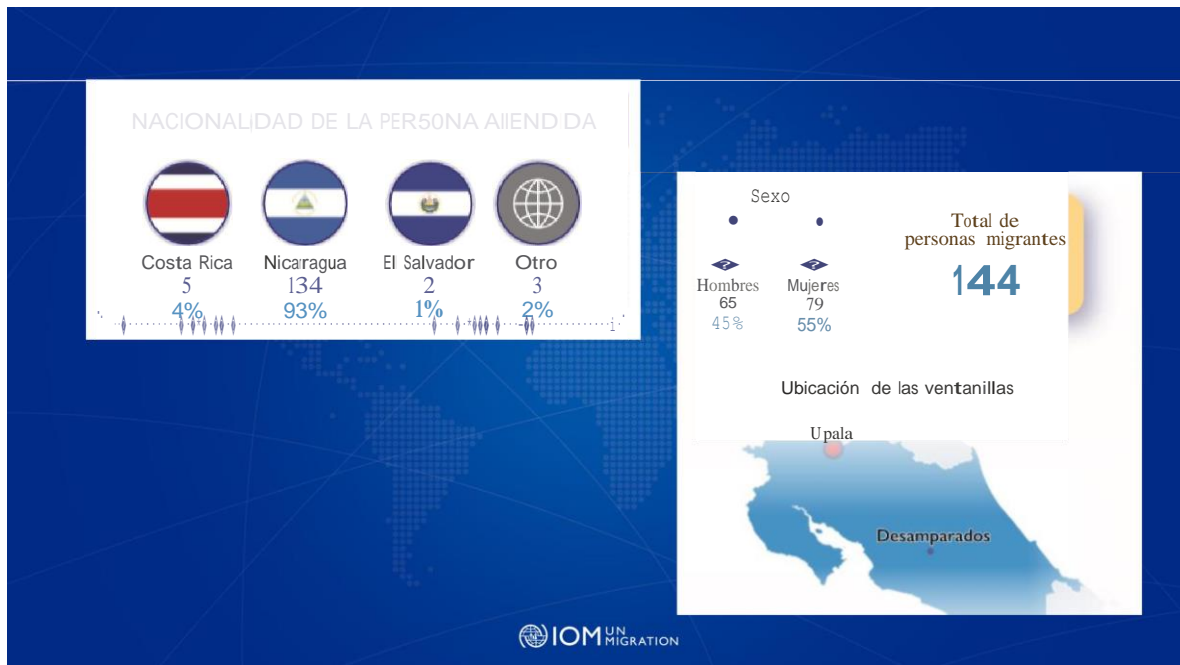 NACIONALIDAD DE LA PER50NA AllENDIDA
Costa Rica
5
4%
Nicaragua
134
93%
El Salvador
2
1%
Otro
3
2%
Sexo
Hombres
65
45%
Mujeres
79
55%
Total de
personas migrantes
144
Ubicación de las ventanillas
Upala
Desamparados
IOM UN
MIGRATION